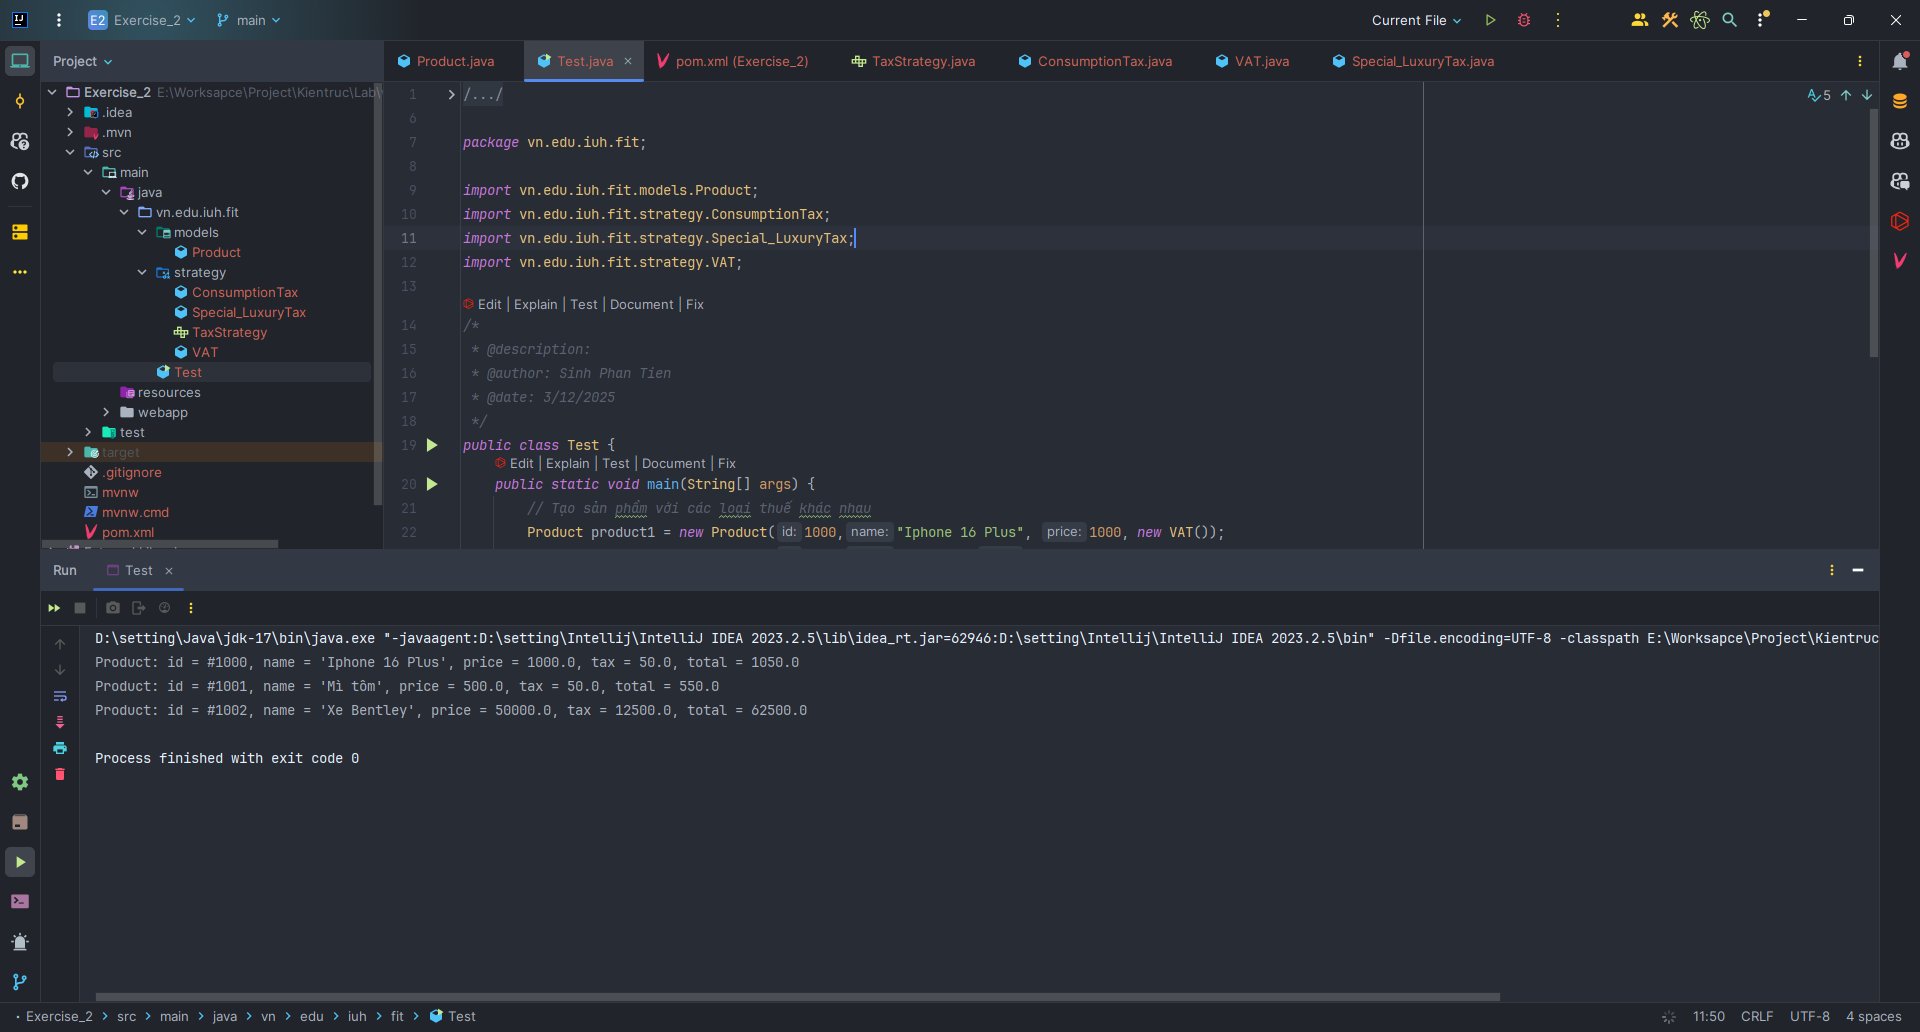 E2 Exercise_2 main Current File
Project
Exercise_2 E:\Worksapce\Project\Kientruc\Lab\
.idea
.mvn
src
main
java
vn.edu.iuh.fit
models
Product
strategy
ConsumptionTax
Special_LuxuryTax
TaxStrategy
VAT
Test
resources
webapp
test
target
.gitignore
mvnw
mvnw.cmd
pom.xml
Product.java Test.java pom.xml (Exercise_2) TaxStrategy.java ConsumptionTax.java VAT.java Special_LuxuryTax.java
5
1 /.../
6
7 package vn.edu.iuh.fit;
8
9 import vn.edu.iuh.fit.models.Product;
10 import vn.edu.iuh.fit.strategy.ConsumptionTax;
11 import vn.edu.iuh.fit.strategy.Special_LuxuryTax;
12 import vn.edu.iuh.fit.strategy.VAT;
13
Edit | Explain | Test | Document | Fix
14 /*
15 * @description:
16 * @author: Sinh Phan Tien
17 * @date: 3/12/2025
18 */
19 public class Test {
Edit | Explain | Test | Document | Fix
20 public static void main(String[] args) {
21 // Tạo sản phẩm với các loại thuế khác nhau
22 Product product1 = new Product( id: 1000, name: "Iphone 16 Plus", price: 1000, new VAT());
Run Test
D:\setting\Java\jdk-17\bin\java.exe "-javaagent:D:\setting\Intellij\IntelliJ IDEA 2023.2.5\lib\idea_rt.jar=62946:D:\setting\Intellij\IntelliJ IDEA 2023.2.5\bin" -Dfile.encoding=UTF-8 -classpath E:\Worksapce\Project\Kientruc
Product: id = #1000, name = 'Iphone 16 Plus', price = 1000.0, tax = 50.0, total = 1050.0
Product: id = #1001, name = 'Mì tôm', price = 500.0, tax = 50.0, total = 550.0
Product: id = #1002, name = 'Xe Bentley', price = 50000.0, tax = 12500.0, total = 62500.0
Process finished with exit code 0
Exercise_2 > src > main > java > vn > edu > iuh > fit > Test 11:50 CRLF UTF-8 4 spaces